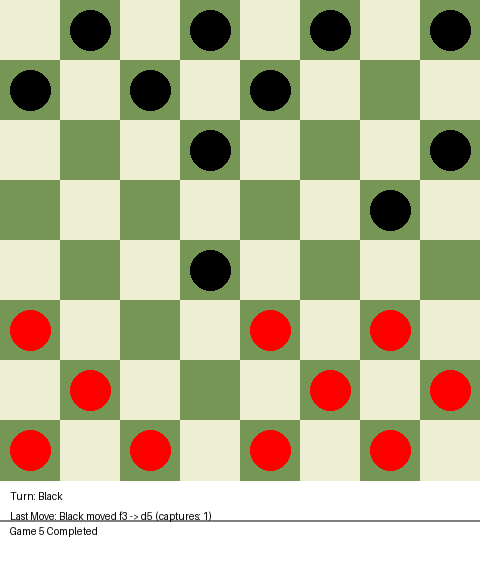 Turn: Black
Last Move: Black moved f3 -> d5 (captures: 1)
Game 5 Completed